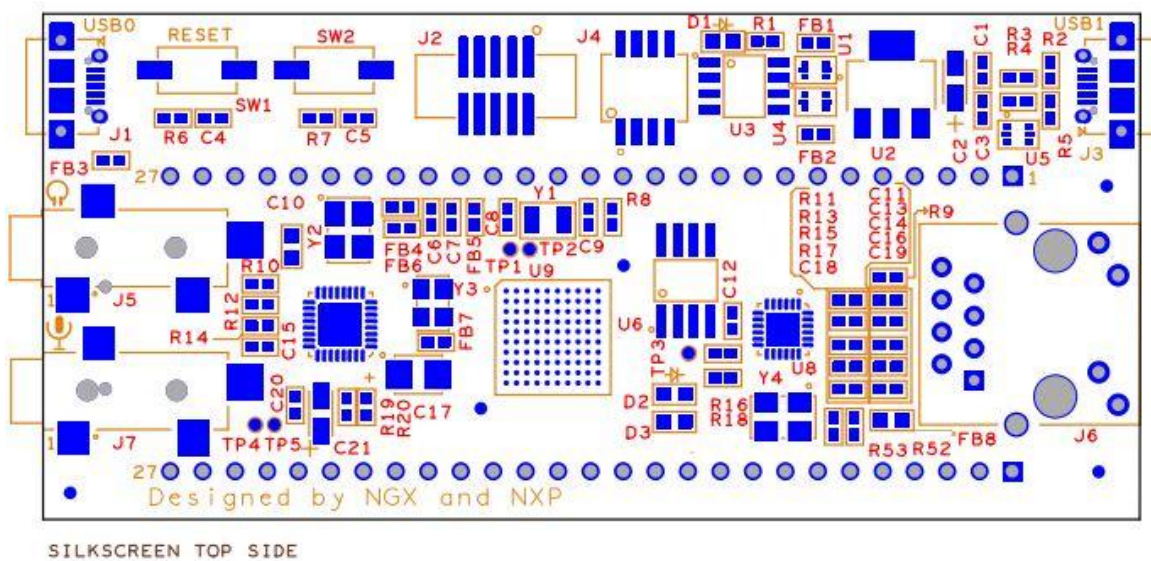 USB0
RESET
SW2
J2
J4
D1
R1
FB1
U1
C1
R3
R4
R2
USB1
SW1
J1
R6
C4
R7
C5
U3
U4
FB2
U2
C2
C3
U5
R5
J3
FB3
27
1
C10
Y2
FB4
FB6
C6
C7
FB5
C8
Y1
TP1
TP2
C9
R8
R11
R13
R15
R17
C18
C11
C13
C14
C16
C19
R9
R10
R12
R14
C15
1
J5
Y3
FB7
U9
U6
C12
TP3
U8
Y4
C20
C17
R19
R20
D2
D3
R16
R18
1
J7
TP4
TP5
C21
R53
R52
FB8
J6
27
Designed by NGX and NXP
SILKSCREEN TOP SIDE